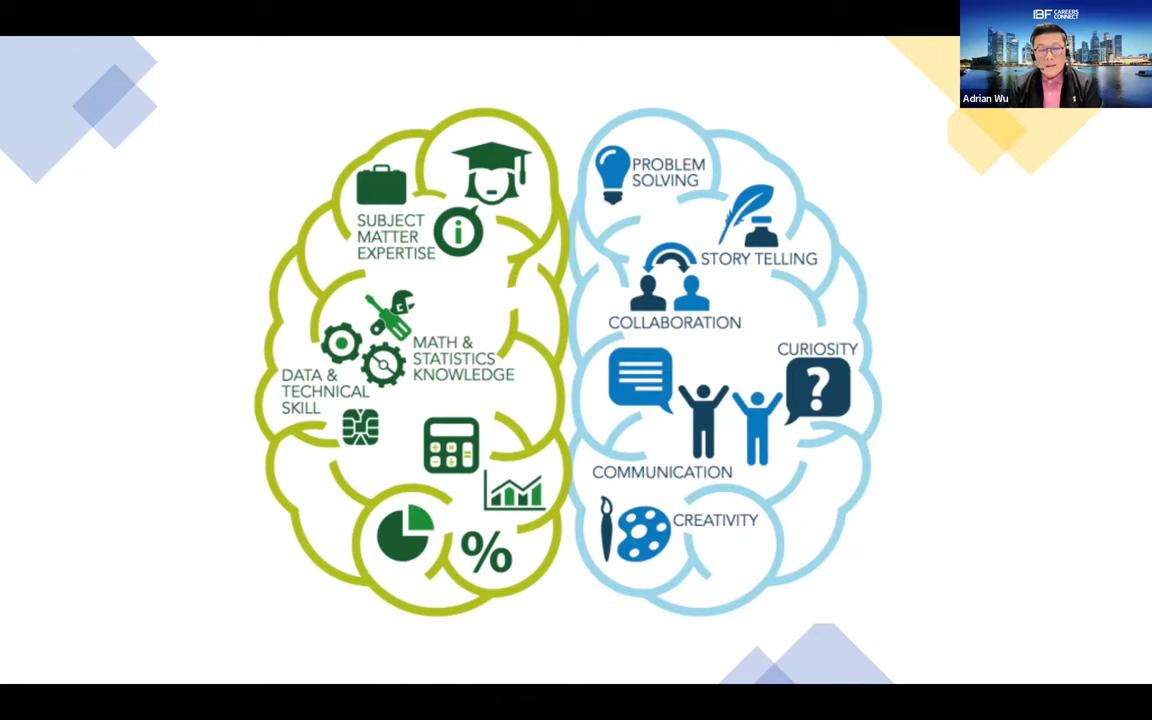 IBF CAREERS
CONNECT
Adrian Wu
SUBJECT
MATTER
EXPERTISE
i
MATH &
STATISTICS
KNOWLEDGE
DATA &
TECHNICAL
SKILL
%
PROBLEM
SOLVING
STORY TELLING
COLLABORATION
CURIOSITY
?
COMMUNICATION
CREATIVITY